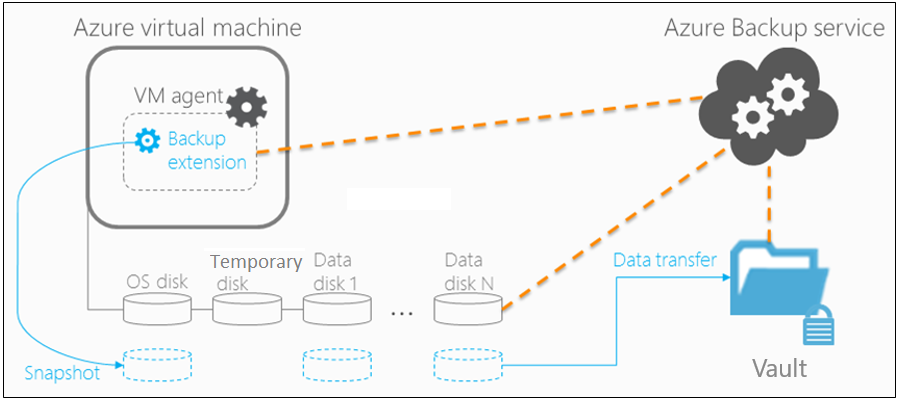 Azure virtual machine
Azure Backup service
VM agent
Backup
extension
OS disk
Temporary
disk
Data
disk 1
...
Data
disk N
Data transfer
Snapshot
Vault